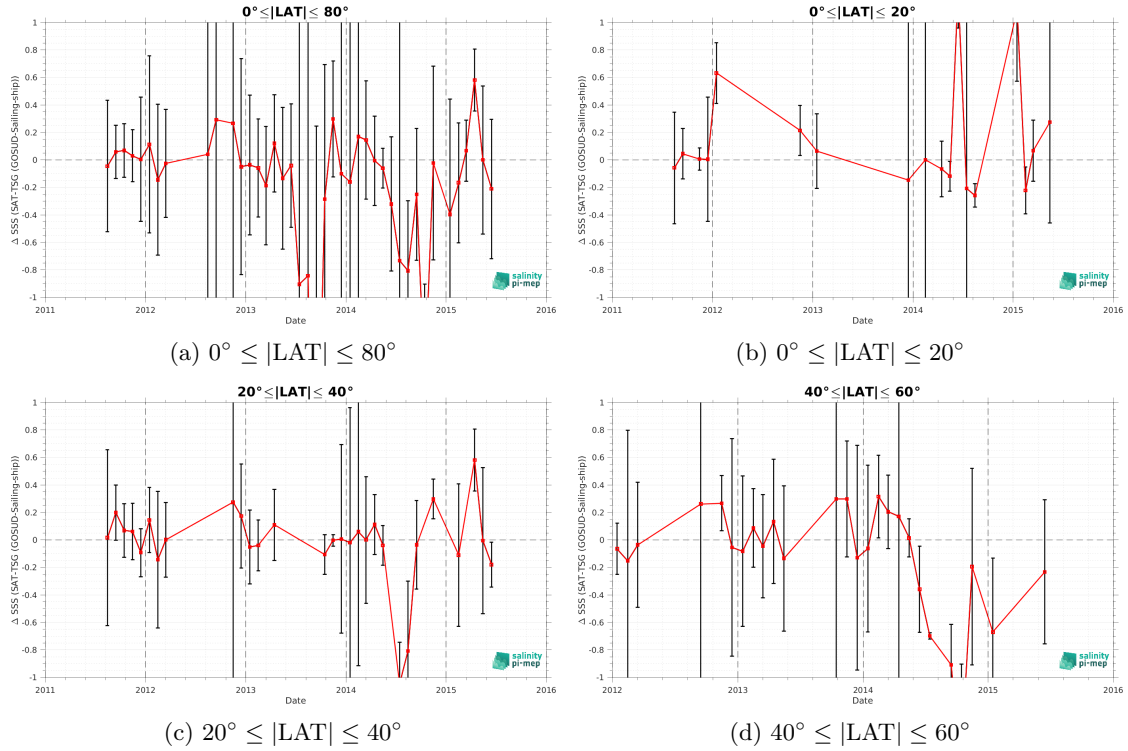 0°≤|LAT|≤ 80°
Δ SSS (SAT-TSG (GOSUD-Sailing-ship))
1
0.8
0.6
0.4
0.2
0
-0.2
-0.4
-0.6
-0.8
-1
2011 2012 2013 2014 2015 2016
Date
salinity
pi-mep
(a) 0° ≤ |LAT| ≤ 80°
0°≤|LAT|≤ 20°
Δ SSS (SAT-TSG (GOSUD-Sailing-ship))
1
0.8
0.6
0.4
0.2
0
-0.2
-0.4
-0.6
-0.8
-1
2011 2012 2013 2014 2015 2016
Date
salinity
pi-mep
(b) 0° ≤ |LAT| ≤ 20°
20°≤|LAT|≤ 40°
Δ SSS (SAT-TSG (GOSUD-Sailing-ship))
1
0.8
0.6
0.4
0.2
0
-0.2
-0.4
-0.6
-0.8
-1
2011 2012 2013 2014 2015 2016
Date
salinity
pi-mep
(c) 20° ≤ |LAT| ≤ 40°
40°≤|LAT|≤ 60°
Δ SSS (SAT-TSG (GOSUD-Sailing-ship))
1
0.8
0.6
0.4
0.2
0
-0.2
-0.4
-0.6
-0.8
-1
2012 2013 2014 2015 2016
Date
salinity
pi-mep
(d) 40° ≤ |LAT| ≤ 60°